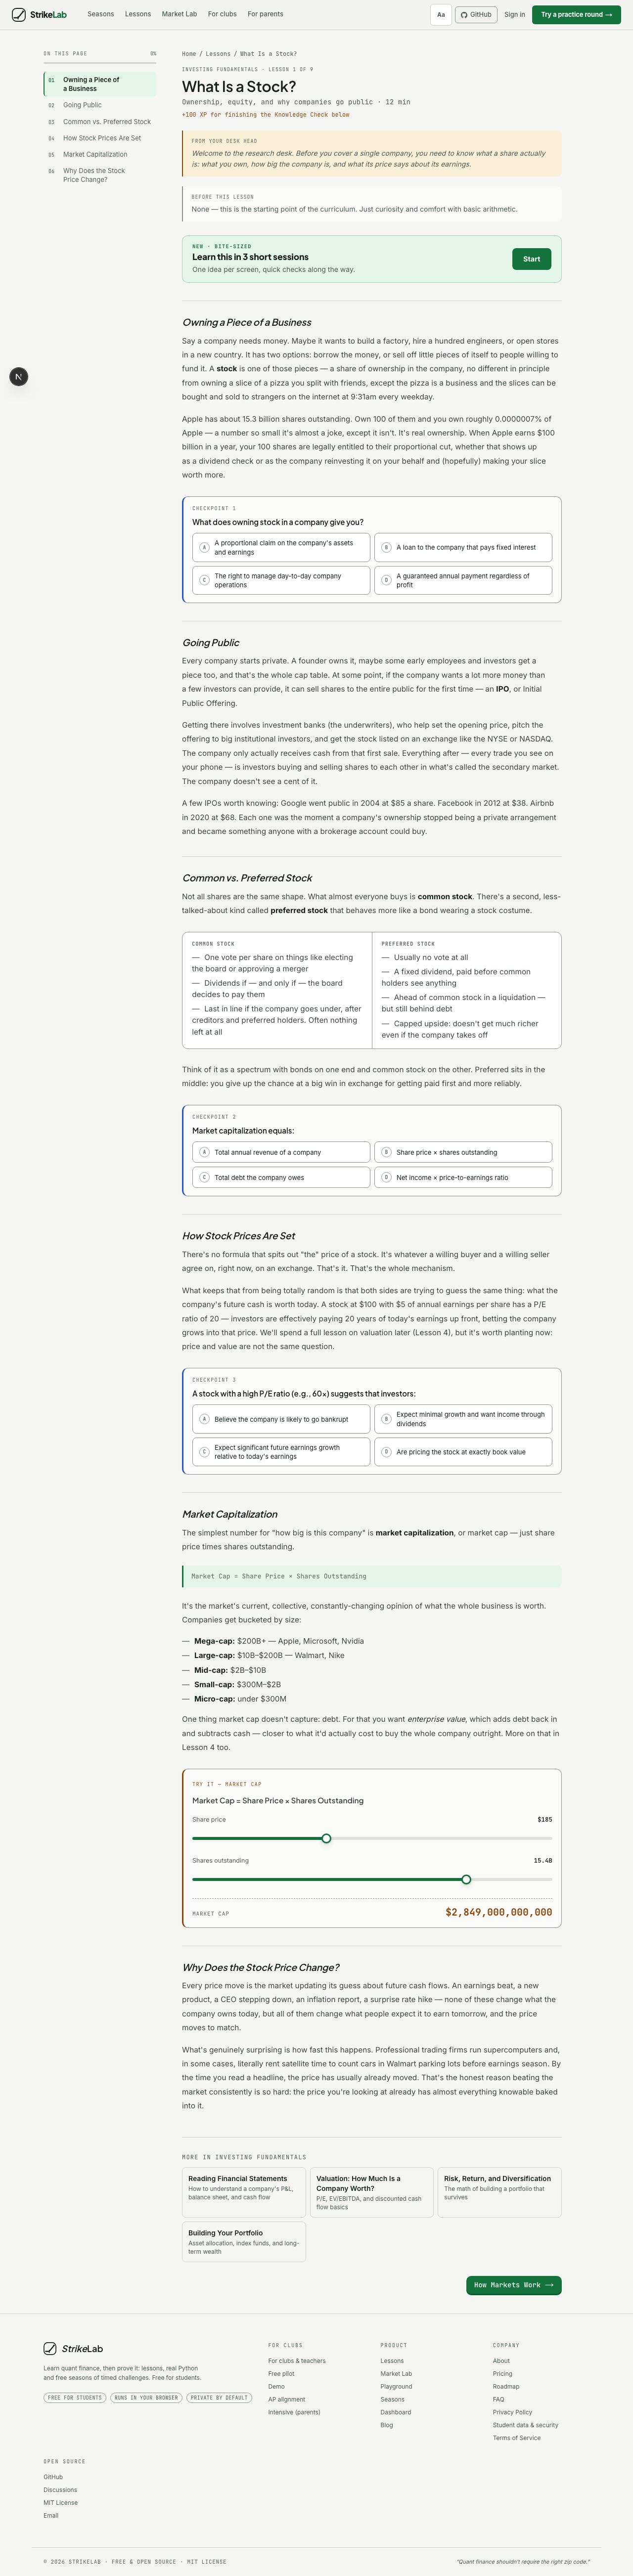 StrikeLab
Seasons Lessons Market Lab For clubs For parents
Aa GitHub Sign in Try a practice round →
ON THIS PAGE 0%
01 Owning a Piece of
a Business
02 Going Public
03 Common vs. Preferred Stock
04 How Stock Prices Are Set
05 Market Capitalization
06 Why Does the Stock
Price Change?
N
Home / Lessons / What Is a Stock?
INVESTING FUNDAMENTALS · LESSON 1 OF 9
What Is a Stock?
Ownership, equity, and why companies go public · 12 min
+100 XP for finishing the Knowledge Check below
FROM YOUR DESK HEAD
Welcome to the research desk. Before you cover a single company, you need to know what a share actually
is: what you own, how big the company is, and what its price says about its earnings.
BEFORE THIS LESSON
None — this is the starting point of the curriculum. Just curiosity and comfort with basic arithmetic.
NEW · BITE-SIZED
Learn this in 3 short sessions
One idea per screen, quick checks along the way.
Start
Owning a Piece of a Business
Say a company needs money. Maybe it wants to build a factory, hire a hundred engineers, or open stores
in a new country. It has two options: borrow the money, or sell off little pieces of itself to people willing to
fund it. A stock is one of those pieces — a share of ownership in the company, no different in principle
from owning a slice of a pizza you split with friends, except the pizza is a business and the slices can be
bought and sold to strangers on the internet at 9:31am every weekday.
Apple has about 15.3 billion shares outstanding. Own 100 of them and you own roughly 0.0000007% of
Apple — a number so small it's almost a joke, except it isn't. It's real ownership. When Apple earns $100
billion in a year, your 100 shares are legally entitled to their proportional cut, whether that shows up
as a dividend check or as the company reinvesting it on your behalf and (hopefully) making your slice
worth more.
CHECKPOINT 1
What does owning stock in a company give you?
A A proportional claim on the company's assets
and earnings
B A loan to the company that pays fixed interest
C The right to manage day-to-day company
operations
D A guaranteed annual payment regardless of
profit
Going Public
Every company starts private. A founder owns it, maybe some early employees and investors get a
piece too, and that's the whole cap table. At some point, if the company wants a lot more money than
a few investors can provide, it can sell shares to the entire public for the first time — an IPO, or Initial
Public Offering.
Getting there involves investment banks (the underwriters), who help set the opening price, pitch the
offering to big institutional investors, and get the stock listed on an exchange like the NYSE or NASDAQ.
The company only actually receives cash from that first sale. Everything after — every trade you see on
your phone — is investors buying and selling shares to each other in what's called the secondary market.
The company doesn't see a cent of it.
A few IPOs worth knowing: Google went public in 2004 at $85 a share. Facebook in 2012 at $38. Airbnb
in 2020 at $68. Each one was the moment a company's ownership stopped being a private arrangement
and became something anyone with a brokerage account could buy.
Common vs. Preferred Stock
Not all shares are the same shape. What almost everyone buys is common stock. There's a second, less-
talked-about kind called preferred stock that behaves more like a bond wearing a stock costume.
COMMON STOCK
— One vote per share on things like electing
the board or approving a merger
— Dividends if — and only if — the board
decides to pay them
— Last in line if the company goes under, after
creditors and preferred holders. Often nothing
left at all
PREFERRED STOCK
— Usually no vote at all
— A fixed dividend, paid before common
holders see anything
— Ahead of common stock in a liquidation —
but still behind debt
— Capped upside: doesn't get much richer
even if the company takes off
Think of it as a spectrum with bonds on one end and common stock on the other. Preferred sits in the
middle: you give up the chance at a big win in exchange for getting paid first and more reliably.
CHECKPOINT 2
Market capitalization equals:
A Total annual revenue of a company
B Share price × shares outstanding
C Total debt the company owes
D Net income × price-to-earnings ratio
How Stock Prices Are Set
There's no formula that spits out "the" price of a stock. It's whatever a willing buyer and a willing seller
agree on, right now, on an exchange. That's it. That's the whole mechanism.
What keeps that from being totally random is that both sides are trying to guess the same thing: what the
company's future cash is worth today. A stock at $100 with $5 of annual earnings per share has a P/E
ratio of 20 — investors are effectively paying 20 years of today's earnings up front, betting the company
grows into that price. We'll spend a full lesson on valuation later (Lesson 4), but it's worth planting now:
price and value are not the same question.
CHECKPOINT 3
A stock with a high P/E ratio (e.g., 60×) suggests that investors:
A Believe the company is likely to go bankrupt
B Expect minimal growth and want income through
dividends
C Expect significant future earnings growth
relative to today's earnings
D Are pricing the stock at exactly book value
Market Capitalization
The simplest number for "how big is this company" is market capitalization, or market cap — just share
price times shares outstanding.
Market Cap = Share Price × Shares Outstanding
It's the market's current, collective, constantly-changing opinion of what the whole business is worth.
Companies get bucketed by size:
— Mega-cap: $200B+ — Apple, Microsoft, Nvidia
— Large-cap: $10B–$200B — Walmart, Nike
— Mid-cap: $2B–$10B
— Small-cap: $300M–$2B
— Micro-cap: under $300M
One thing market cap doesn't capture: debt. For that you want enterprise value, which adds debt back in
and subtracts cash — closer to what it'd actually cost to buy the whole company outright. More on that in
Lesson 4 too.
TRY IT — MARKET CAP
Market Cap = Share Price × Shares Outstanding
Share price $185
Shares outstanding 15.4B
MARKET CAP $2,849,000,000,000
Why Does the Stock Price Change?
Every price move is the market updating its guess about future cash flows. An earnings beat, a new
product, a CEO stepping down, an inflation report, a surprise rate hike — none of these change what the
company owns today, but all of them change what people expect it to earn tomorrow, and the price
moves to match.
What's genuinely surprising is how fast this happens. Professional trading firms run supercomputers and,
in some cases, literally rent satellite time to count cars in Walmart parking lots before earnings season. By
the time you read a headline, the price has usually already moved. That's the honest reason beating the
market consistently is so hard: the price you're looking at already has almost everything knowable baked
into it.
MORE IN INVESTING FUNDAMENTALS
Reading Financial Statements
How to understand a company's P&L,
balance sheet, and cash flow
Valuation: How Much Is a
Company Worth?
P/E, EV/EBITDA, and discounted cash
flow basics
Risk, Return, and Diversification
The math of building a portfolio that
survives
Building Your Portfolio
Asset allocation, index funds, and long-
term wealth
How Markets Work ⟶
StrikeLab
Learn quant finance, then prove it: lessons, real Python
and free seasons of timed challenges. Free for students.
FREE FOR STUDENTS RUNS IN YOUR BROWSER PRIVATE BY DEFAULT
FOR CLUBS
For clubs & teachers
Free pilot
Demo
AP alignment
Intensive (parents)
PRODUCT
Lessons
Market Lab
Playground
Seasons
Dashboard
Blog
COMPANY
About
Pricing
Roadmap
FAQ
Privacy Policy
Student data & security
Terms of Service
OPEN SOURCE
GitHub
Discussions
MIT License
Email
© 2026 STRIKELAB · FREE & OPEN SOURCE · MIT LICENSE
"Quant finance shouldn't require the right zip code."